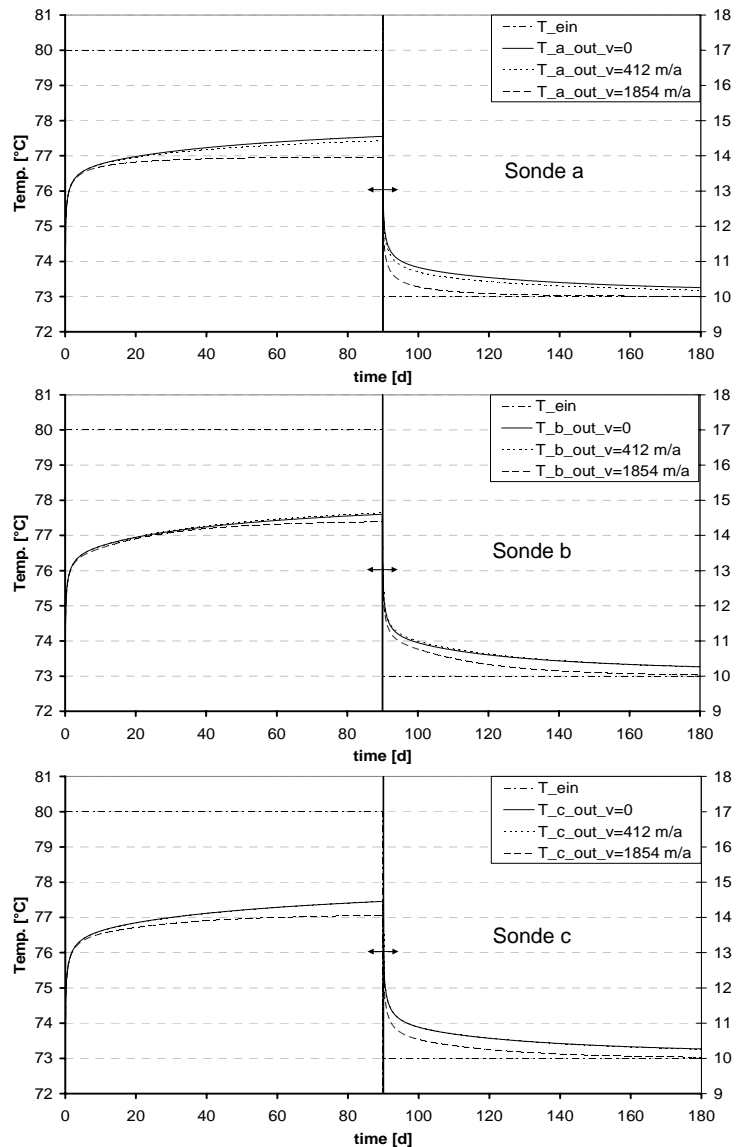 81
80
79
78
77
76
75
74
73
72
Temp. [°C]
18
17
16
15
14
13
12
11
10
9
T_ein
T_a_out_v=0
T_a_out_v=412 m/a
T_a_out_v=1854 m/a
Sonde a
0 20 40 60 80 100 120 140 160 180
time [d]
81
80
79
78
77
76
75
74
73
72
Temp. [°C]
18
17
16
15
14
13
12
11
10
9
T_ein
T_b_out_v=0
T_b_out_v=412 m/a
T_b_out_v=1854 m/a
Sonde b
0 20 40 60 80 100 120 140 160 180
time [d]
81
80
79
78
77
76
75
74
73
72
Temp. [°C]
18
17
16
15
14
13
12
11
10
9
T_ein
T_c_out_v=0
T_c_out_v=412 m/a
T_c_out_v=1854 m/a
Sonde c
0 20 40 60 80 100 120 140 160 180
time [d]